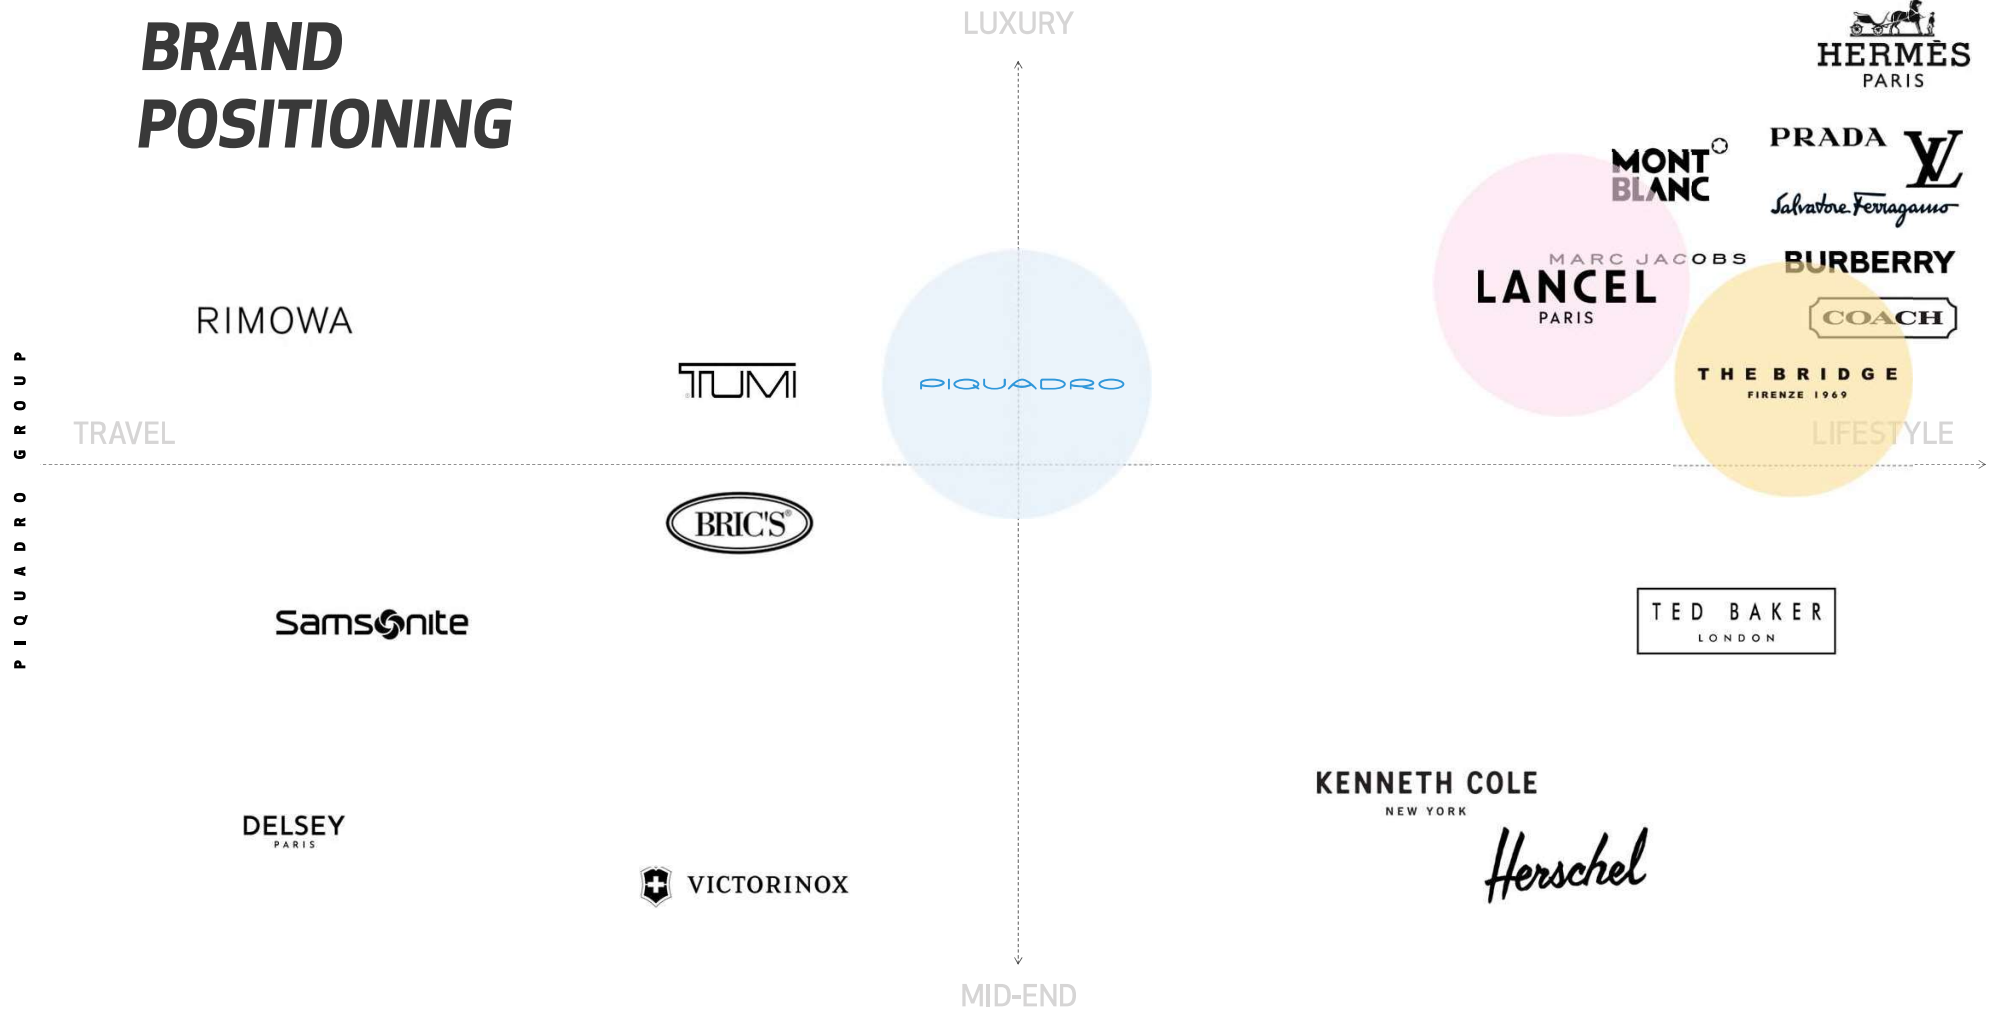 BRAND
POSITIONING
LUXURY
HERMÈS
PARIS
PRADA
LV
MONT
BLANC
Salvatore Ferragamo
MARC JACOBS
BURBERRY
LANCEL
PARIS
COACH
RIMOWA
TUMI
PIQUADRO
THE BRIDGE
FIRENZE 1969
TRAVEL
LIFESTYLE
PIQUADRO GROUP
BRIC'S®
Samsonite
TED BAKER
LONDON
KENNETH COLE
NEW YORK
DELSEY
PARIS
Herschel
VICTORINOX
MID-END